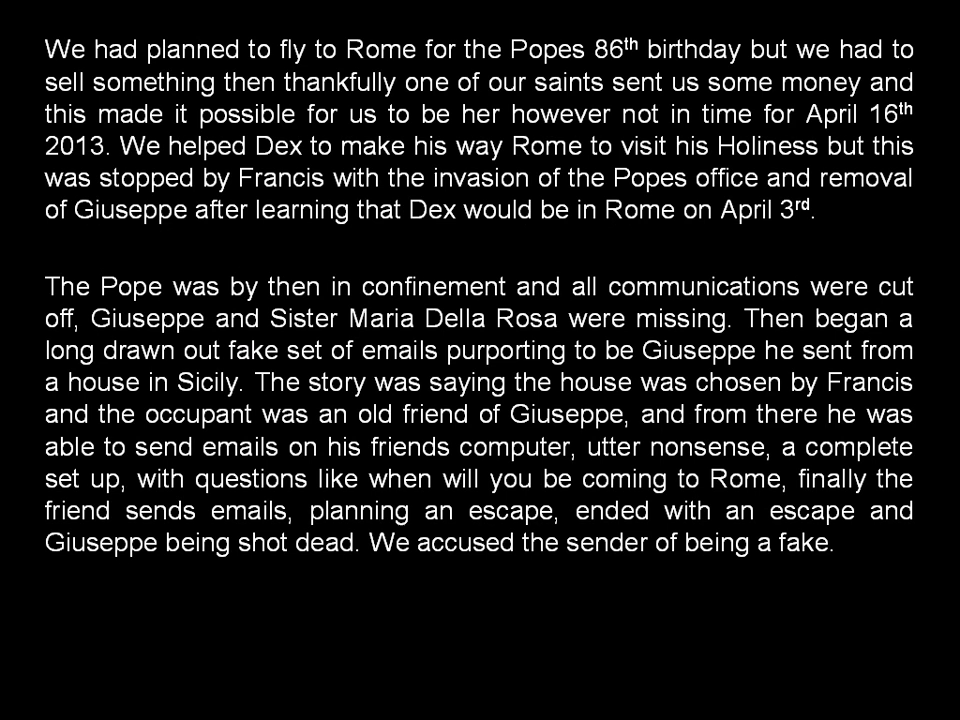 We had planned to fly to Rome for the Popes 86th birthday but we had to
sell something then thankfully one of our saints sent us some money and
this made it possible for us to be her however not in time for April 16th
2013. We helped Dex to make his way Rome to visit his Holiness but this
was stopped by Francis with the invasion of the Popes office and removal
of Giuseppe after learning that Dex would be in Rome on April 3rd.
The Pope was by then in confinement and all communications were cut
off, Giuseppe and Sister Maria Della Rosa were missing. Then began a
long drawn out fake set of emails purporting to be Giuseppe he sent from
a house in Sicily. The story was saying the house was chosen by Francis
and the occupant was an old friend of Giuseppe, and from there he was
able to send emails on his friends computer, utter nonsense, a complete
set up, with questions like when will you be coming to Rome, finally the
friend sends emails, planning an escape, ended with an escape and
Giuseppe being shot dead. We accused the sender of being a fake.